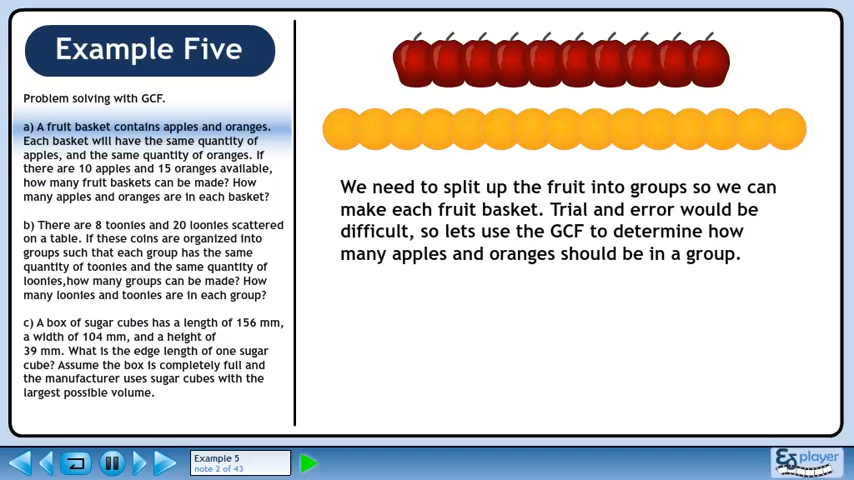 Example Five
Problem solving with GCF.
a) A fruit basket contains apples and oranges.
Each basket will have the same quantity of
apples, and the same quantity of oranges. If
there are 10 apples and 15 oranges available,
how many fruit baskets can be made? How
many apples and oranges are in each basket?
b) There are 8 toonies and 20 loonies scattered
on a table. If these coins are organized into
groups such that each group has the same
quantity of toonies and the same quantity of
loonies,how many groups can be made? How
many loonies and toonies are in each group?
c) A box of sugar cubes has a length of 156 mm,
a width of 104 mm, and a height of
39 mm. What is the edge length of one sugar
cube? Assume the box is completely full and
the manufacturer uses sugar cubes with the
largest possible volume.
We need to split up the fruit into groups so we can
make each fruit basket. Trial and error would be
difficult, so lets use the GCF to determine how
many apples and oranges should be in a group.
Example 5
note 2 of 43
player